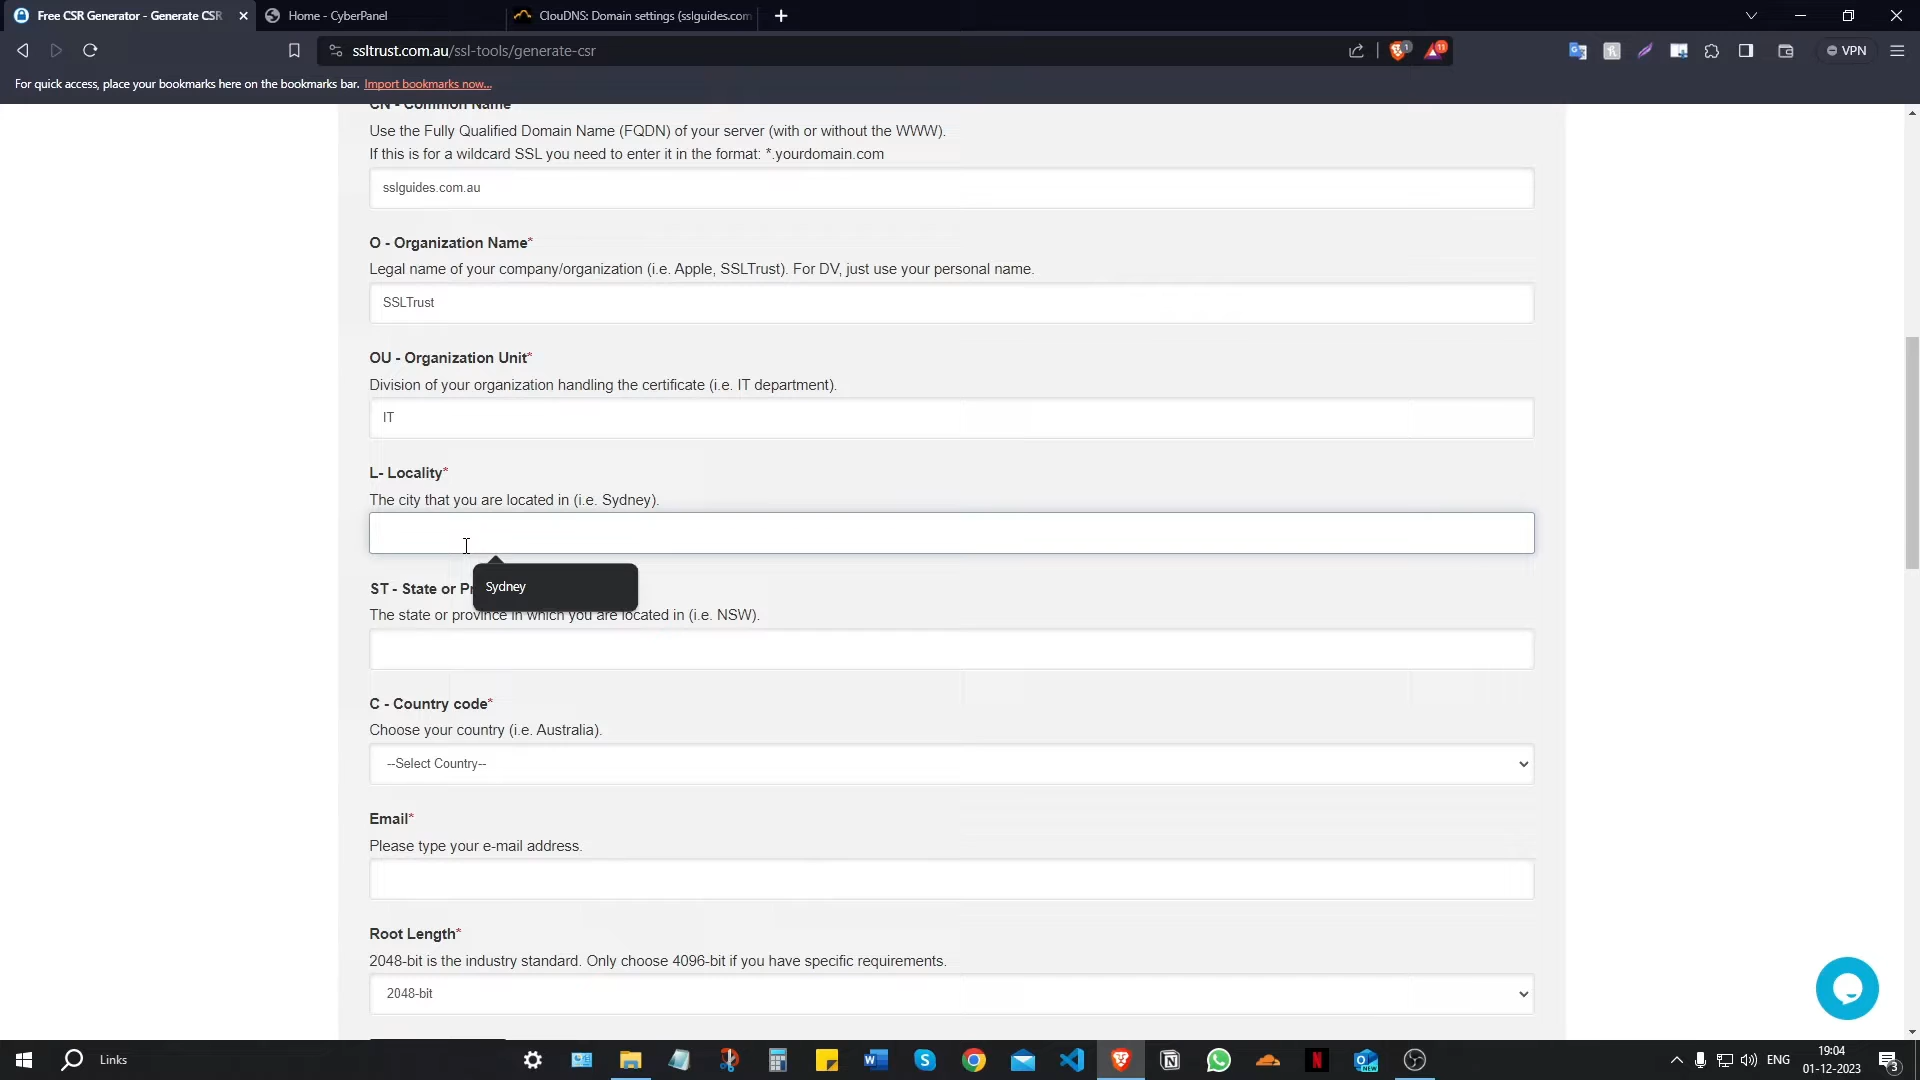 Free CSR Generator - Generate CSR
Home - CyberPanel
ClouDNS: Domain settings (sslguides.com
ssltrust.com.au/ssl-tools/generate-csr
1
11
VPN
For quick access, place your bookmarks here on the bookmarks bar. Import bookmarks now...
CN - Common Name
Use the Fully Qualified Domain Name (FQDN) of your server (with or without the WWW).
If this is for a wildcard SSL you need to enter it in the format: *.yourdomain.com
sslguides.com.au
O - Organization Name*
Legal name of your company/organization (i.e. Apple, SSLTrust). For DV, just use your personal name.
SSLTrust
OU - Organization Unit*
Division of your organization handling the certificate (i.e. IT department).
IT
L- Locality*
The city that you are located in (i.e. Sydney).
Sydney
ST - State or Pr
The state or province in which you are located in (i.e. NSW).
C - Country code*
Choose your country (i.e. Australia).
--Select Country--
Email*
Please type your e-mail address.
Root Length*
2048-bit is the industry standard. Only choose 4096-bit if you have specific requirements.
2048-bit
Links
ENG
19:04
01-12-2023
3